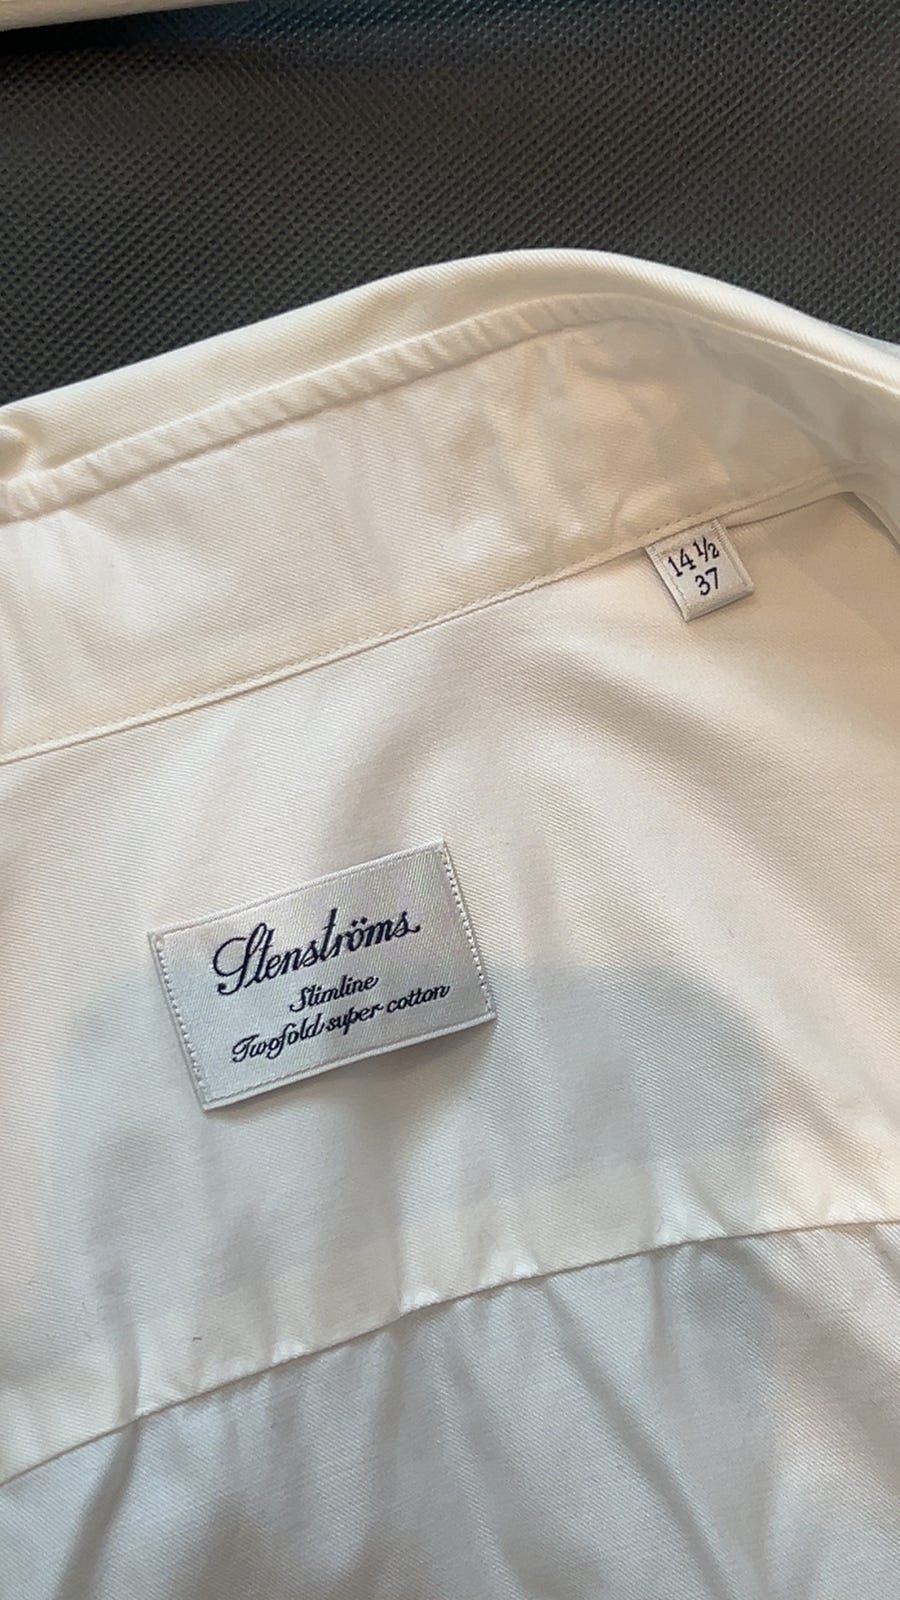 14 1/2
37
Stenströms
Slimline
Twofold super cotton